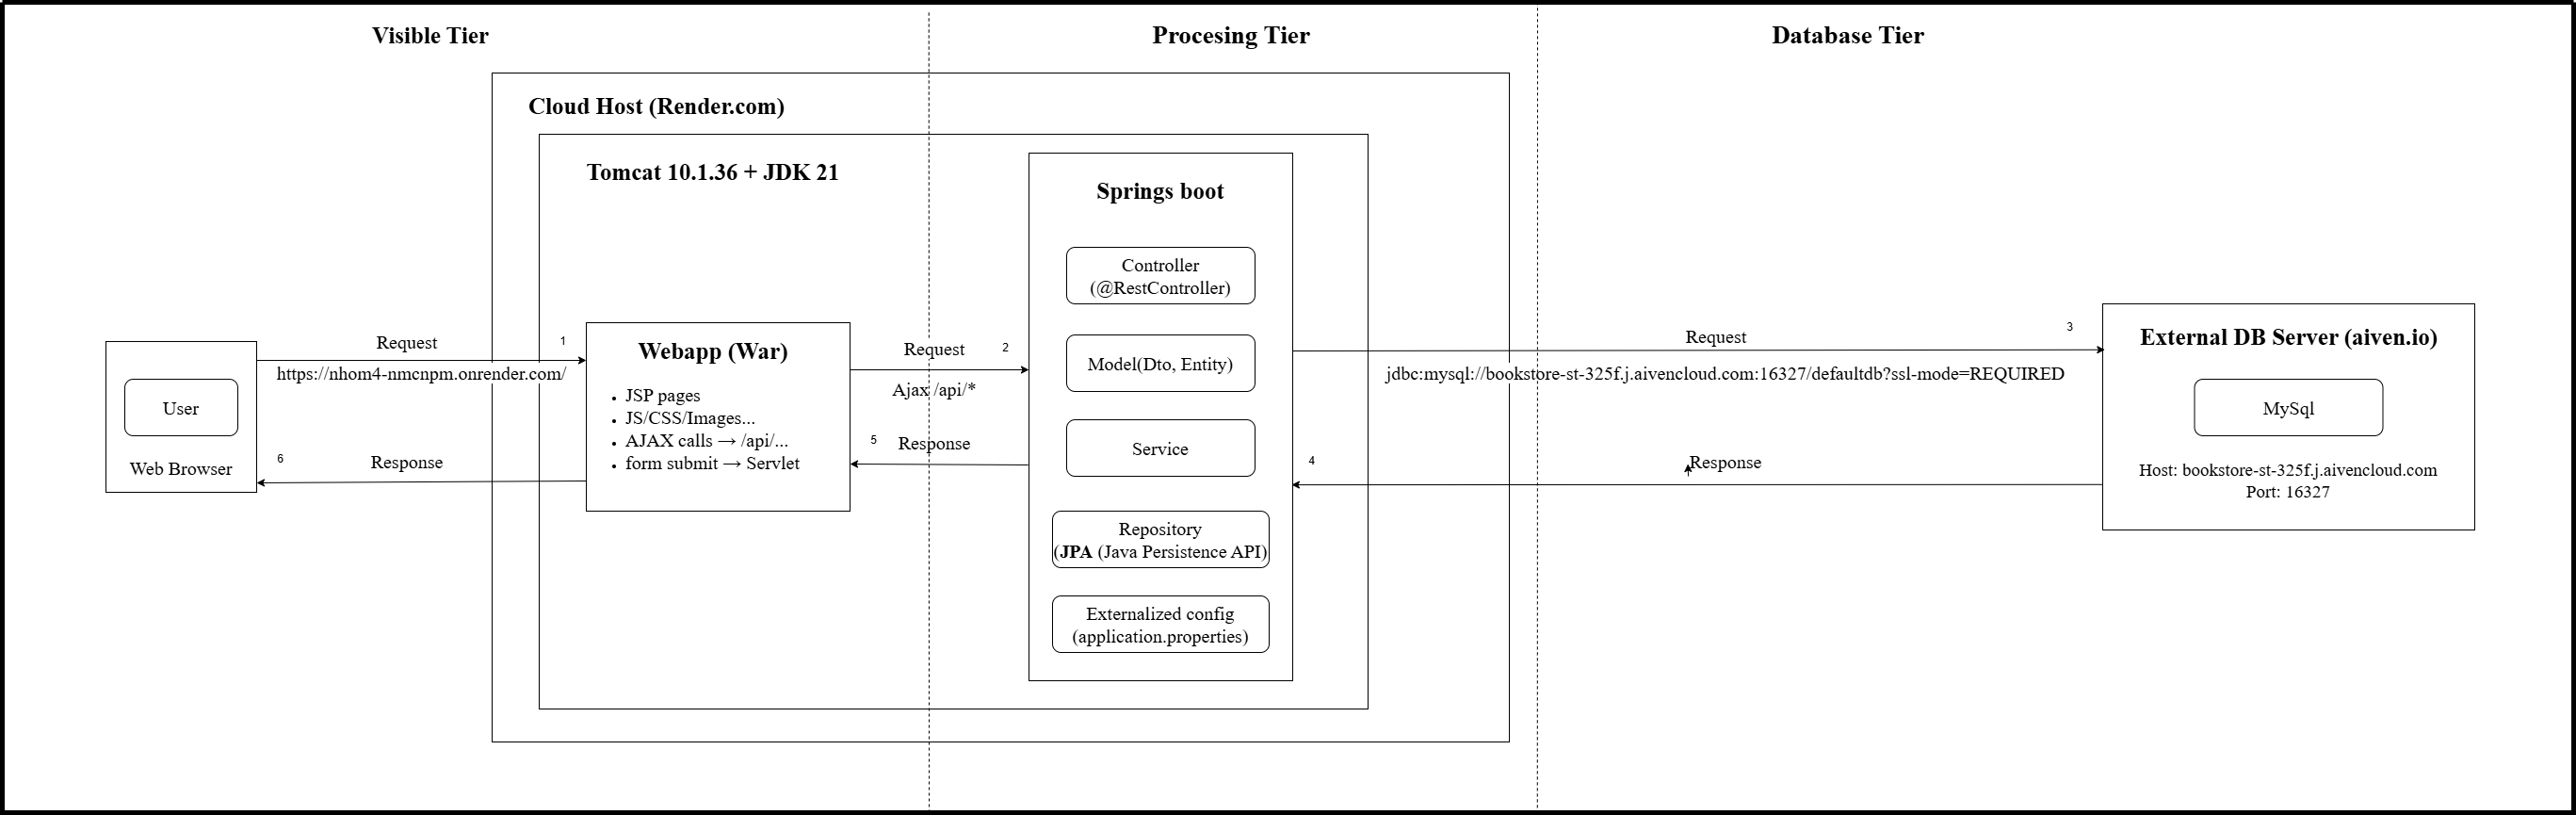 Visible Tier
Procesing Tier
Database Tier
Cloud Host (Render.com)
Tomcat 10.1.36 + JDK 21
Springs boot
Controller
(@RestController)
Model(Dto, Entity)
Service
Repository
(JPA (Java Persistence API)
Externalized config
(application.properties)
User
Web Browser
Request
1
https://nhom4-nmcnpm.onrender.com/
6
Response
Webapp (War)
• JSP pages
• JS/CSS/Images...
• AJAX calls → /api/...
• form submit → Servlet
Request
2
Ajax /api/*
5
Response
Request
3
jdbc:mysql://bookstore-st-325f.j.aivencloud.com:16327/defaultdb?ssl-mode=REQUIRED
4
Response
External DB Server (aiven.io)
MySql
Host: bookstore-st-325f.j.aivencloud.com
Port: 16327